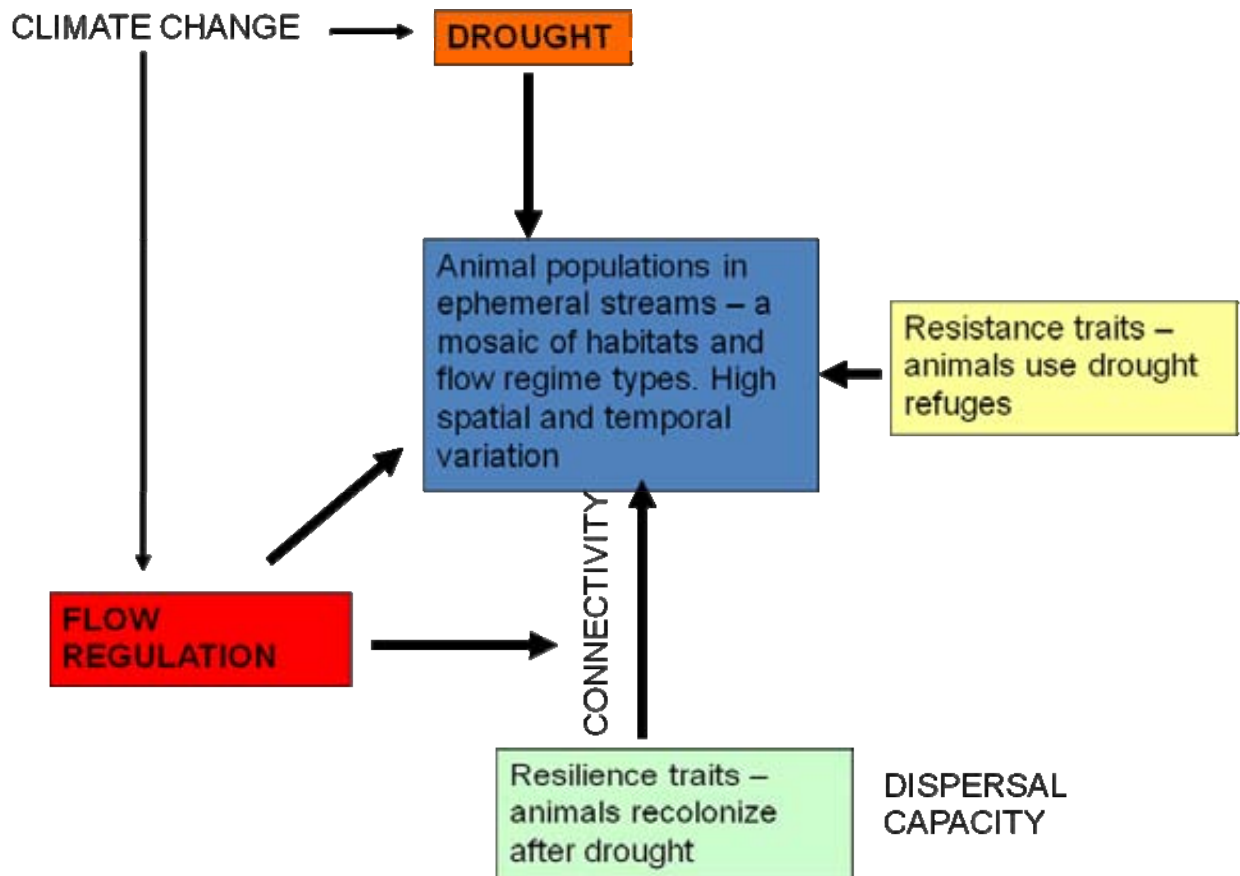 CLIMATE CHANGE
DROUGHT
Animal populations in
ephemeral streams – a
mosaic of habitats and
flow regime types. High
spatial and temporal
variation
Resistance traits –
animals use drought
refuges
FLOW
REGULATION
CONNECTIVITY
Resilience traits –
animals recolonize
after drought
DISPERSAL
CAPACITY